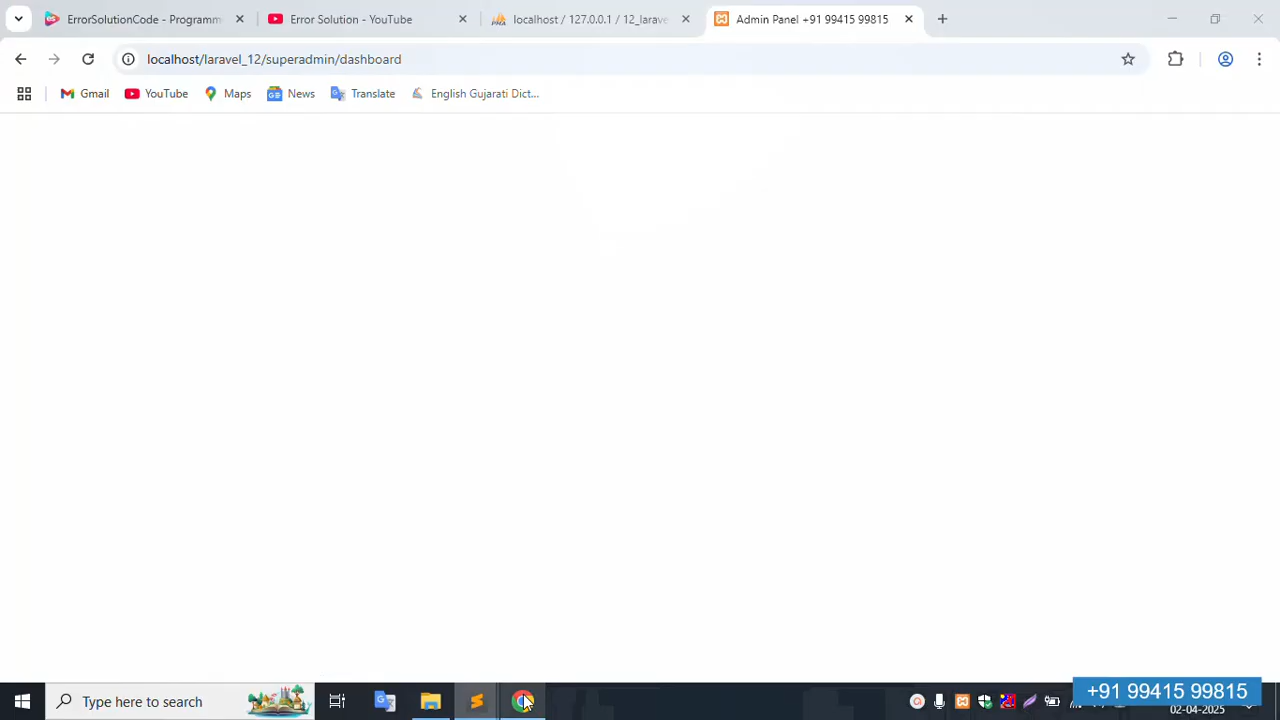 ErrorSolutionCode - Programm
Error Solution - YouTube
localhost / 127.0.0.1 / 12_larave
Admin Panel +91 99415 99815
localhost/laravel_12/superadmin/dashboard
Gmail
YouTube
Maps
News
Translate
English Gujarati Dict...
Type here to search
+91 99415 99815
02-04-2025